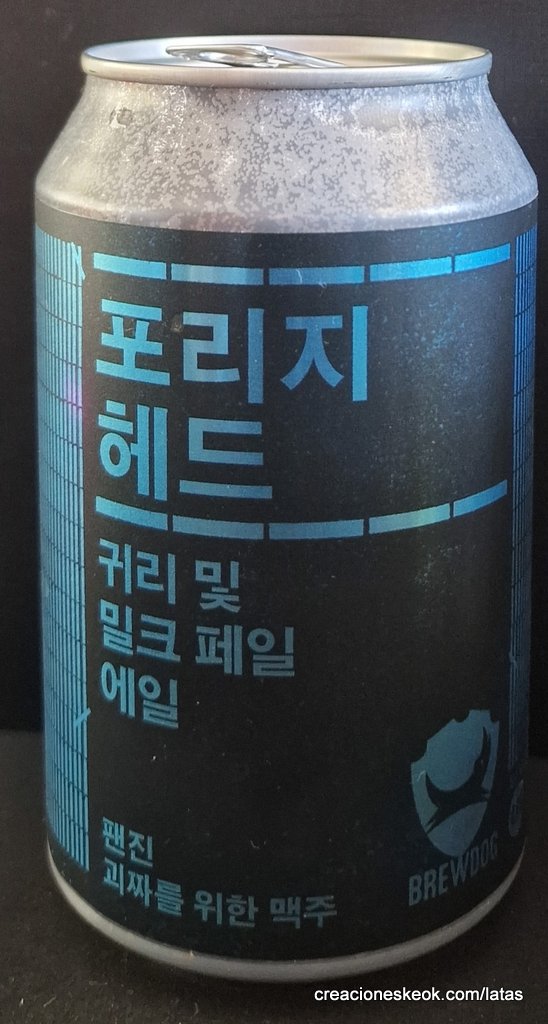 포리지
헤드
귀리 및
밀크 페일
에일
팬진
괴짜를 위한 맥주
BREWDOG
creacioneskeok.com/latas